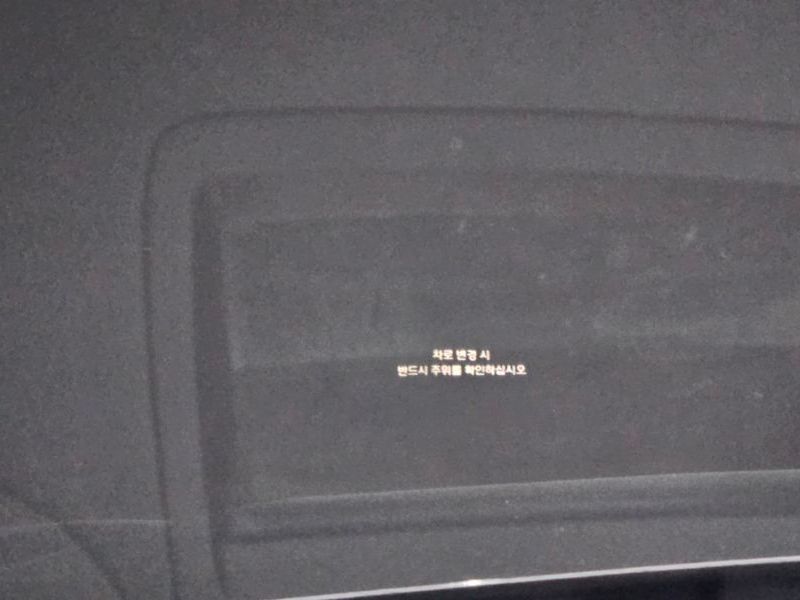 차로 변경 시
반드시 주위를 확인하십시오